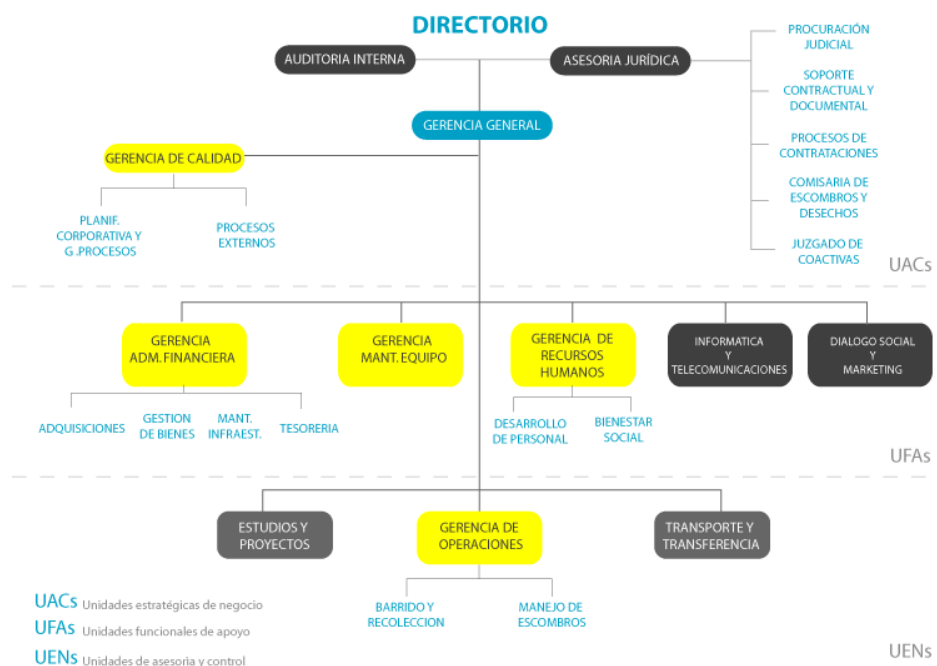 DIRECTORIO
AUDITORIA INTERNA
ASESORIA JURÍDICA
PROCURACIÓN
JUDICIAL
SOPORTE
CONTRACTUAL Y
DOCUMENTAL
PROCESOS DE
CONTRATACIONES
COMISARIA DE
ESCOMBROS Y
DESECHOS
JUZGADO DE
COACTIVAS
GERENCIA GENERAL
GERENCIA DE CALIDAD
PLANIF.
CORPORATIVA Y
G .PROCESOS
PROCESOS
EXTERNOS
UACs
GERENCIA
ADM. FINANCIERA
GERENCIA
MANT. EQUIPO
GERENCIA DE
RECURSOS
HUMANOS
INFORMATICA
Y
TELECOMUNICACIONES
DIALOGO SOCIAL
Y
MARKETING
ADQUISICIONES
GESTION
DE BIENES
MANT.
INFRAEST.
TESORERIA
DESARROLLO
DE PERSONAL
BIENESTAR
SOCIAL
UFAs
ESTUDIOS Y
PROYECTOS
GERENCIA DE
OPERACIONES
TRANSPORTE Y
TRANSFERENCIA
BARRIDO Y
RECOLECCION
MANEJO DE
ESCOMBROS
UACs Unidades estratégicas de negocio
UFAs Unidades funcionales de apoyo
UENs Unidades de asesoria y control
UENs